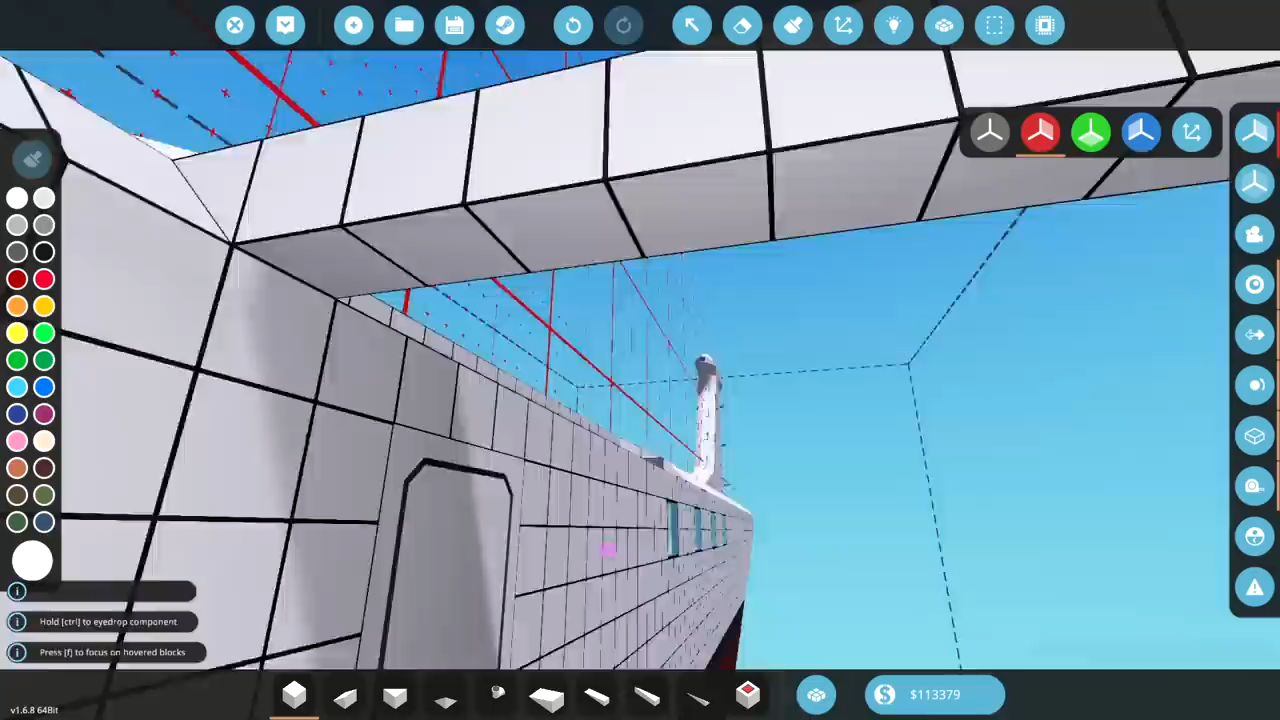 Hold [ctrl] to eyedrop component
Press [f] to focus on hovered blocks
$113379
v1.6.8 64Bit